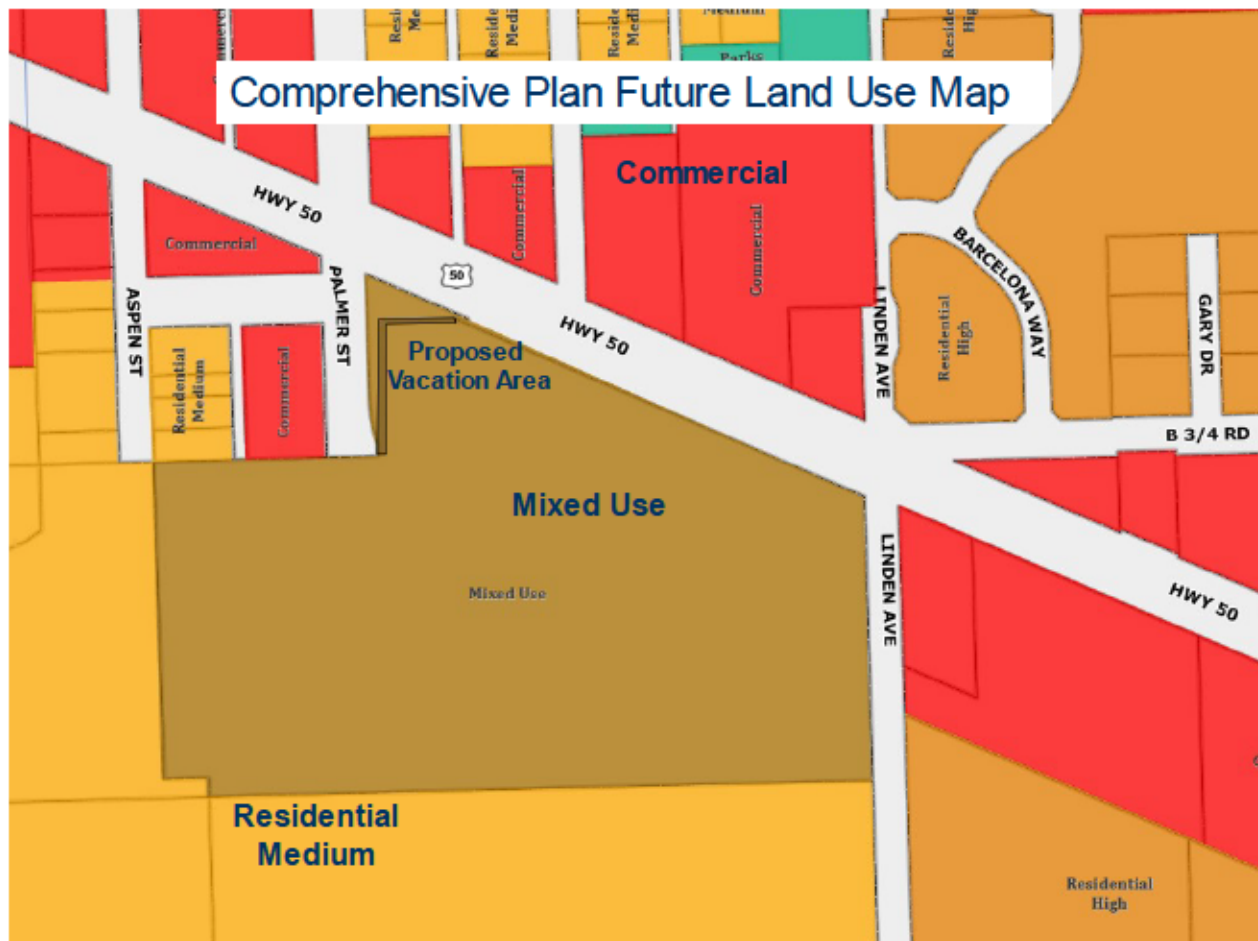 Medium
Parks
Comprehensive Plan Future Land Use Map
Commercial
HWY 50
Commercial
Commercial
Commercial
50
BARCELONA WAY
ASPEN ST
PALMER ST
LINDEN AVE
GARY DR
HWY 50
Residential
High
Proposed
Vacation Area
Residential
Medium
Commercial
B 3/4 RD
Mixed Use
Mixed Use
LINDEN AVE
HWY 50
Residential
Medium
Residential
High